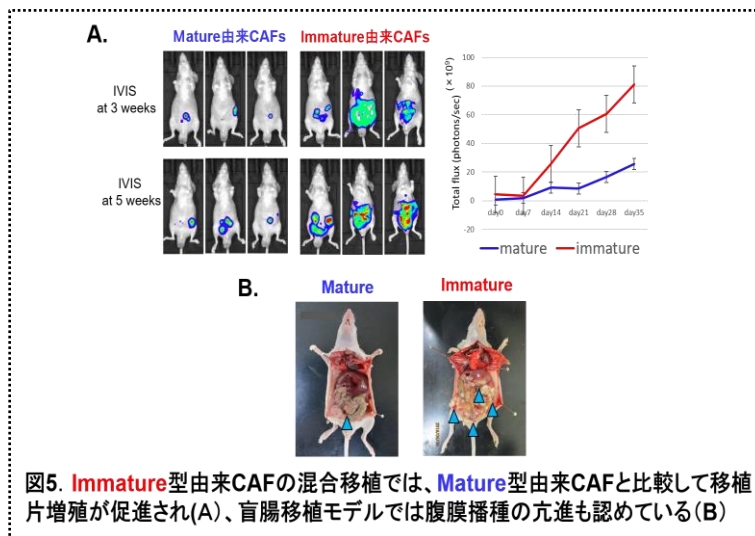 A.
Mature由来CAFs
Immature由来CAFs
IVIS
at 3 weeks
IVIS
at 5 weeks
Total flux (photons/sec) (×10⁹)
100
80
60
40
20
0
-20
day0
day7
day14
day21
day28
day35
mature
immature
B.
Mature
Immature
図5. Immature型由来CAFの混合移植では、Mature型由来CAFと比較して移植
片増殖が促進され(A)、盲腸移植モデルでは腹膜播種の亢進も認めている(B)